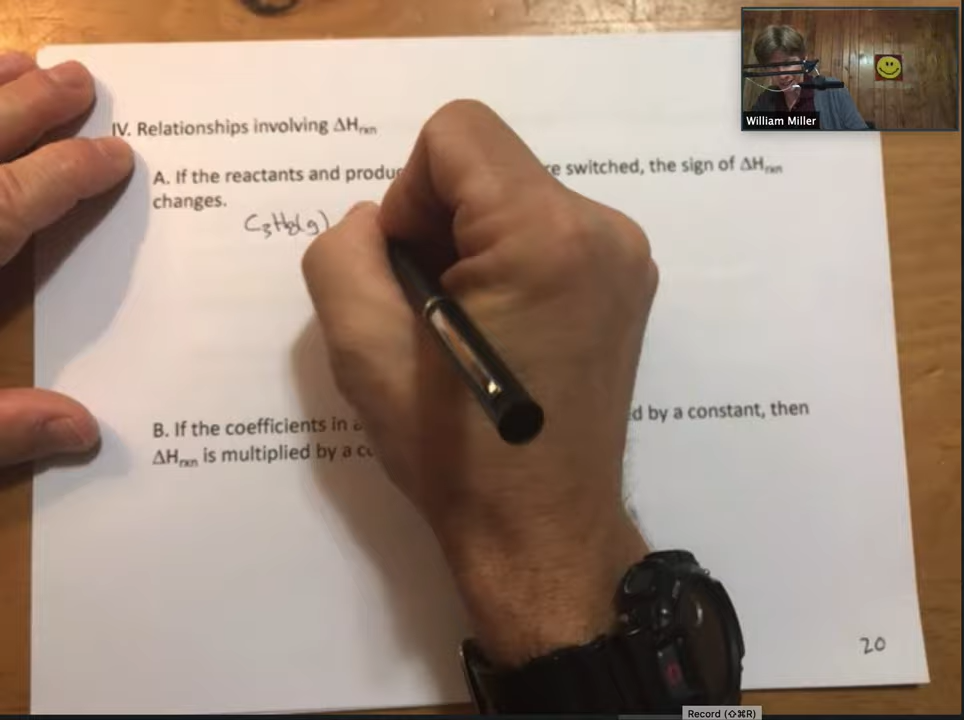 William Miller
IV. Relationships involving ΔHrxn
A. If the reactants and switched, the sign of ΔHrxn
changes.
C3H8(g)
B. If the coefficients in by a constant, then
ΔHrxn is multiplied by a
20
Record (⇧⌘R)